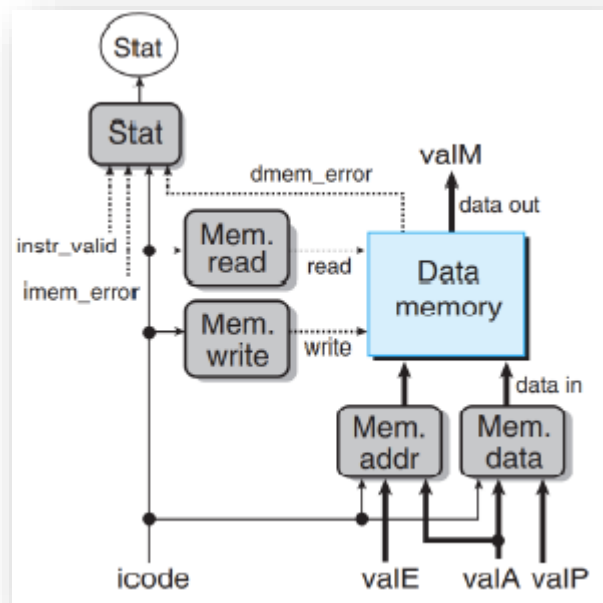 Stat
Stat
valM
dmem_error
data out
instr_valid
Mem.
read
read
Data
memory
imem_error
Mem.
write
write
data in
Mem.
addr
Mem.
data
icode
valE
valA
valP